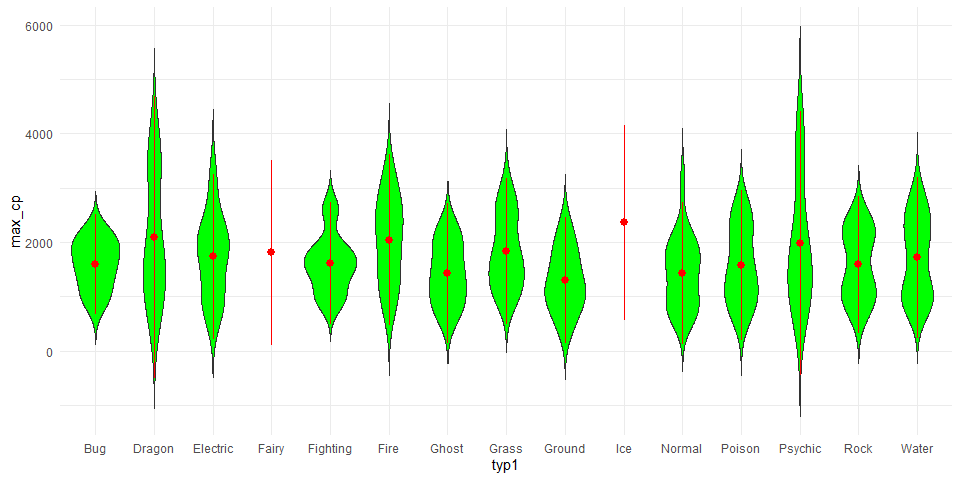 6000
4000
2000
0
max_cp
Bug Dragon Electric Fairy Fighting Fire Ghost Grass Ground Ice Normal Poison Psychic Rock Water
typ1